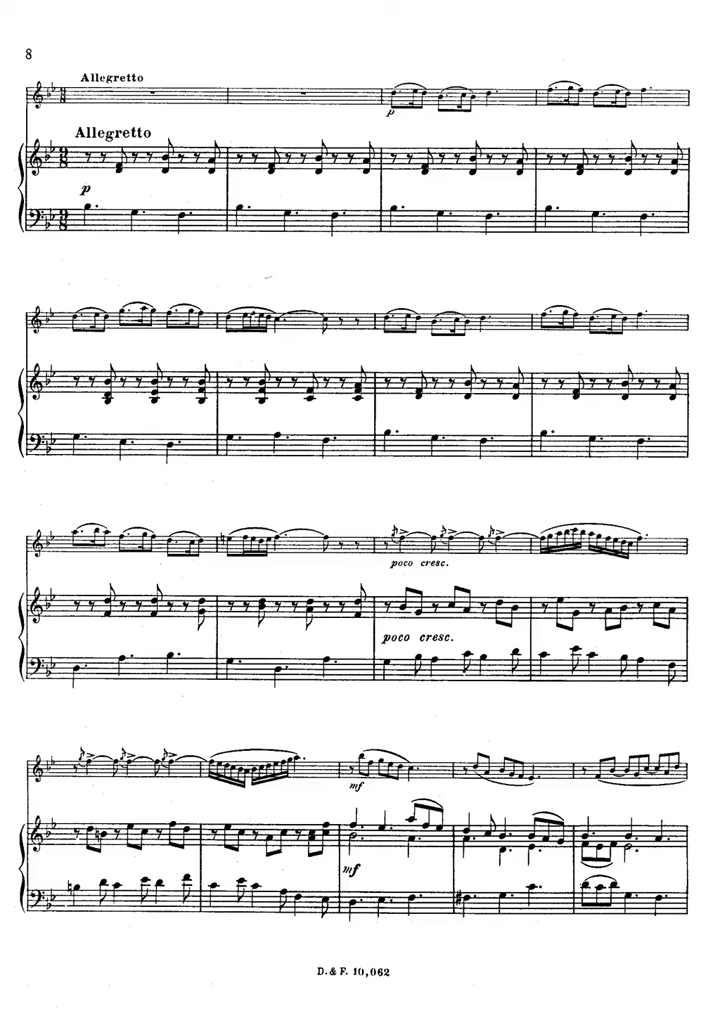 8
Allegretto
Allegretto
p
p
poco cresc.
poco cresc.
mf
mf
D. & F. 10,062